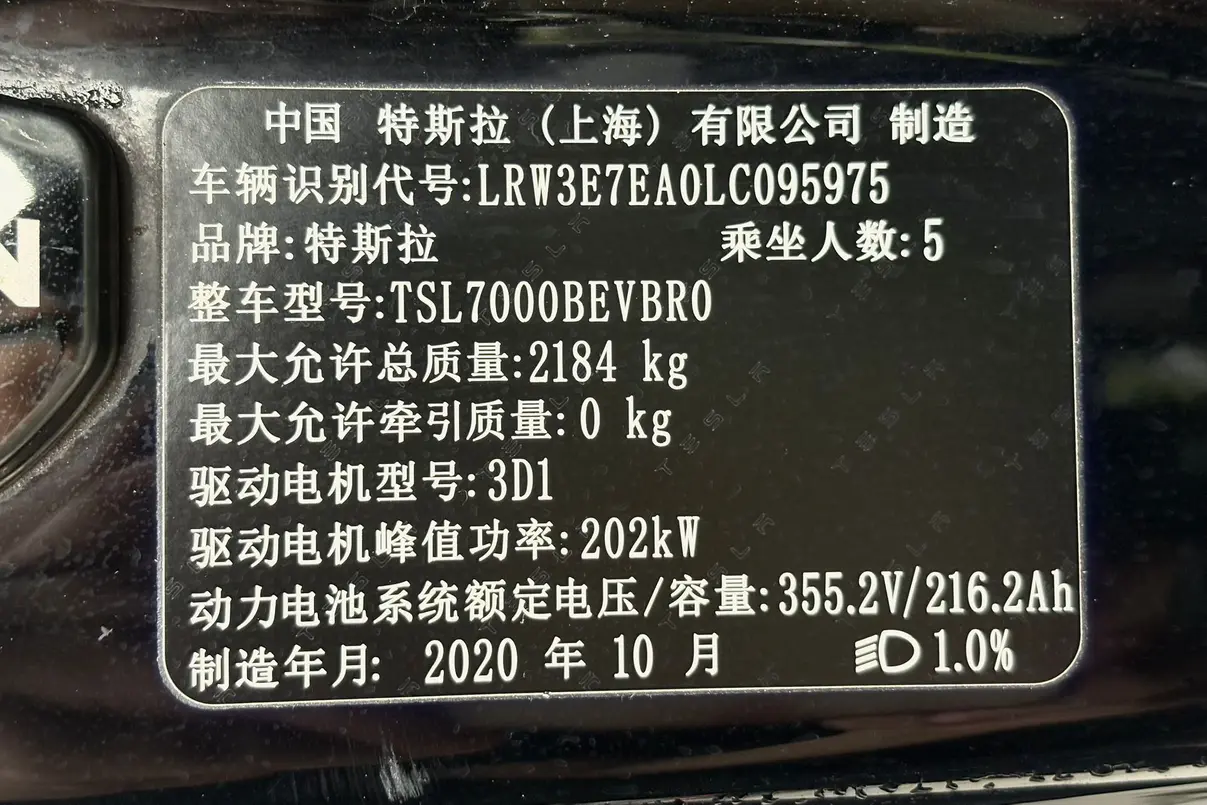 中国 特斯拉（上海）有限公司 制造
车辆识别代号:LRW3E7EA0LC095975
品牌:特斯拉 乘坐人数:5
整车型号:TSL7000BEVBR0
最大允许总质量:2184 kg
最大允许牵引质量:0 kg
驱动电机型号:3D1
驱动电机峰值功率:202kW
动力电池系统额定电压/容量:355.2V/216.2Ah
制造年月: 2020 年 10 月 1.0%
N